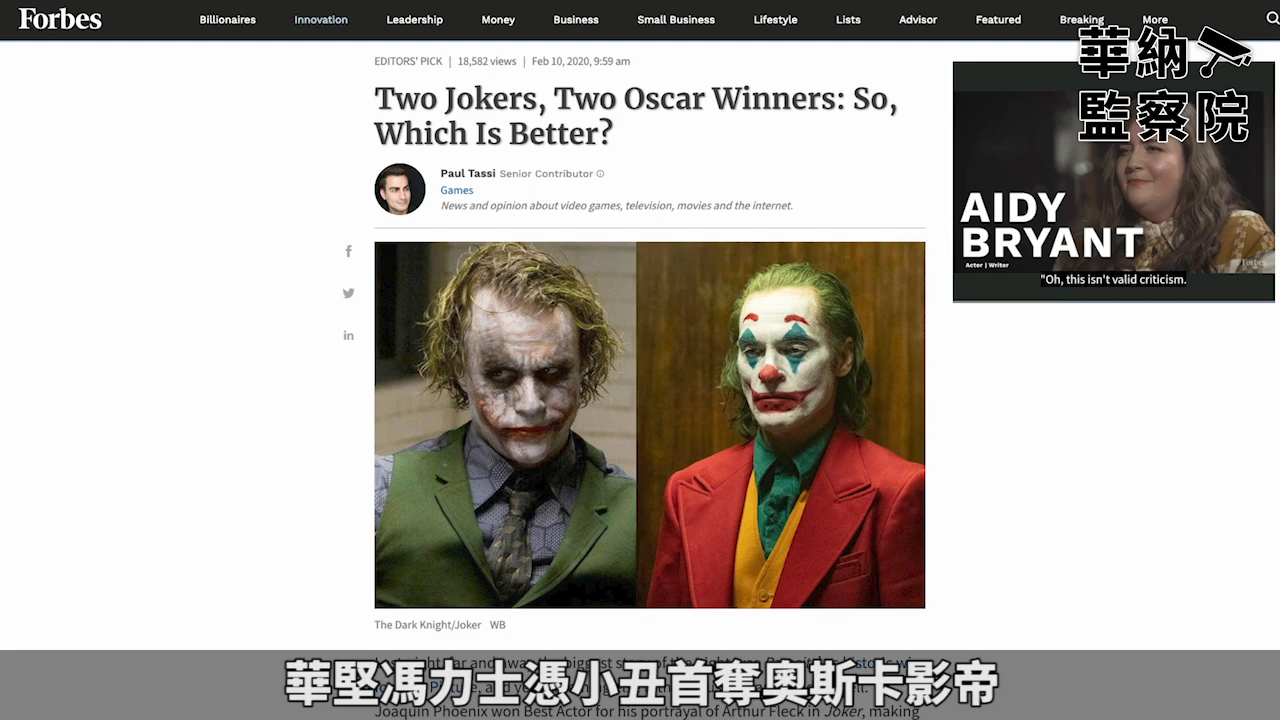 Forbes
Billionaires Innovation Leadership Money Business Small Business Lifestyle Lists Advisor Featured Breaking More
華納
監察院
EDITORS' PICK | 18,582 views | Feb 10, 2020, 9:59 am
Two Jokers, Two Oscar Winners: So,
Which Is Better?
Paul Tassi Senior Contributor
Games
News and opinion about video games, television, movies and the internet.
AIDY
BRYANT
Actor | Writer
Forbes
"Oh, this isn't valid criticism.
The Dark Knight/Joker WB
華堅馮力士憑小丑首奪奧斯卡影帝
Joaquin Phoenix won Best Actor for his portrayal of Arthur Fleck in Joker, making